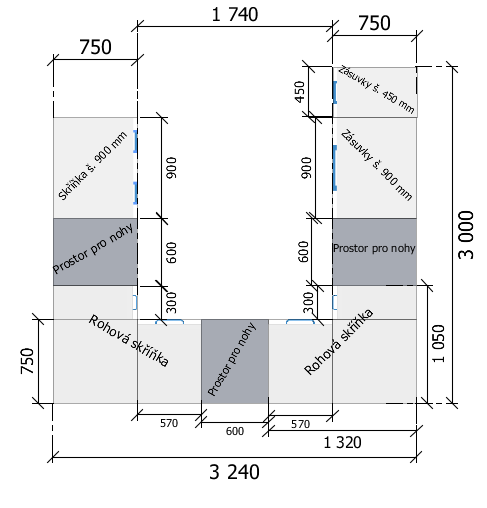 1 740
750
750
Zásuvky š. 450 mm
450
Skříňka š. 900 mm
900
900
Zásuvky š. 900 mm
3 000
Prostor pro nohy
600
600
Prostor pro nohy
300
300
Rohová skříňka
Prostor pro nohy
Rohová skříňka
750
1 050
570
600
570
1 320
3 240